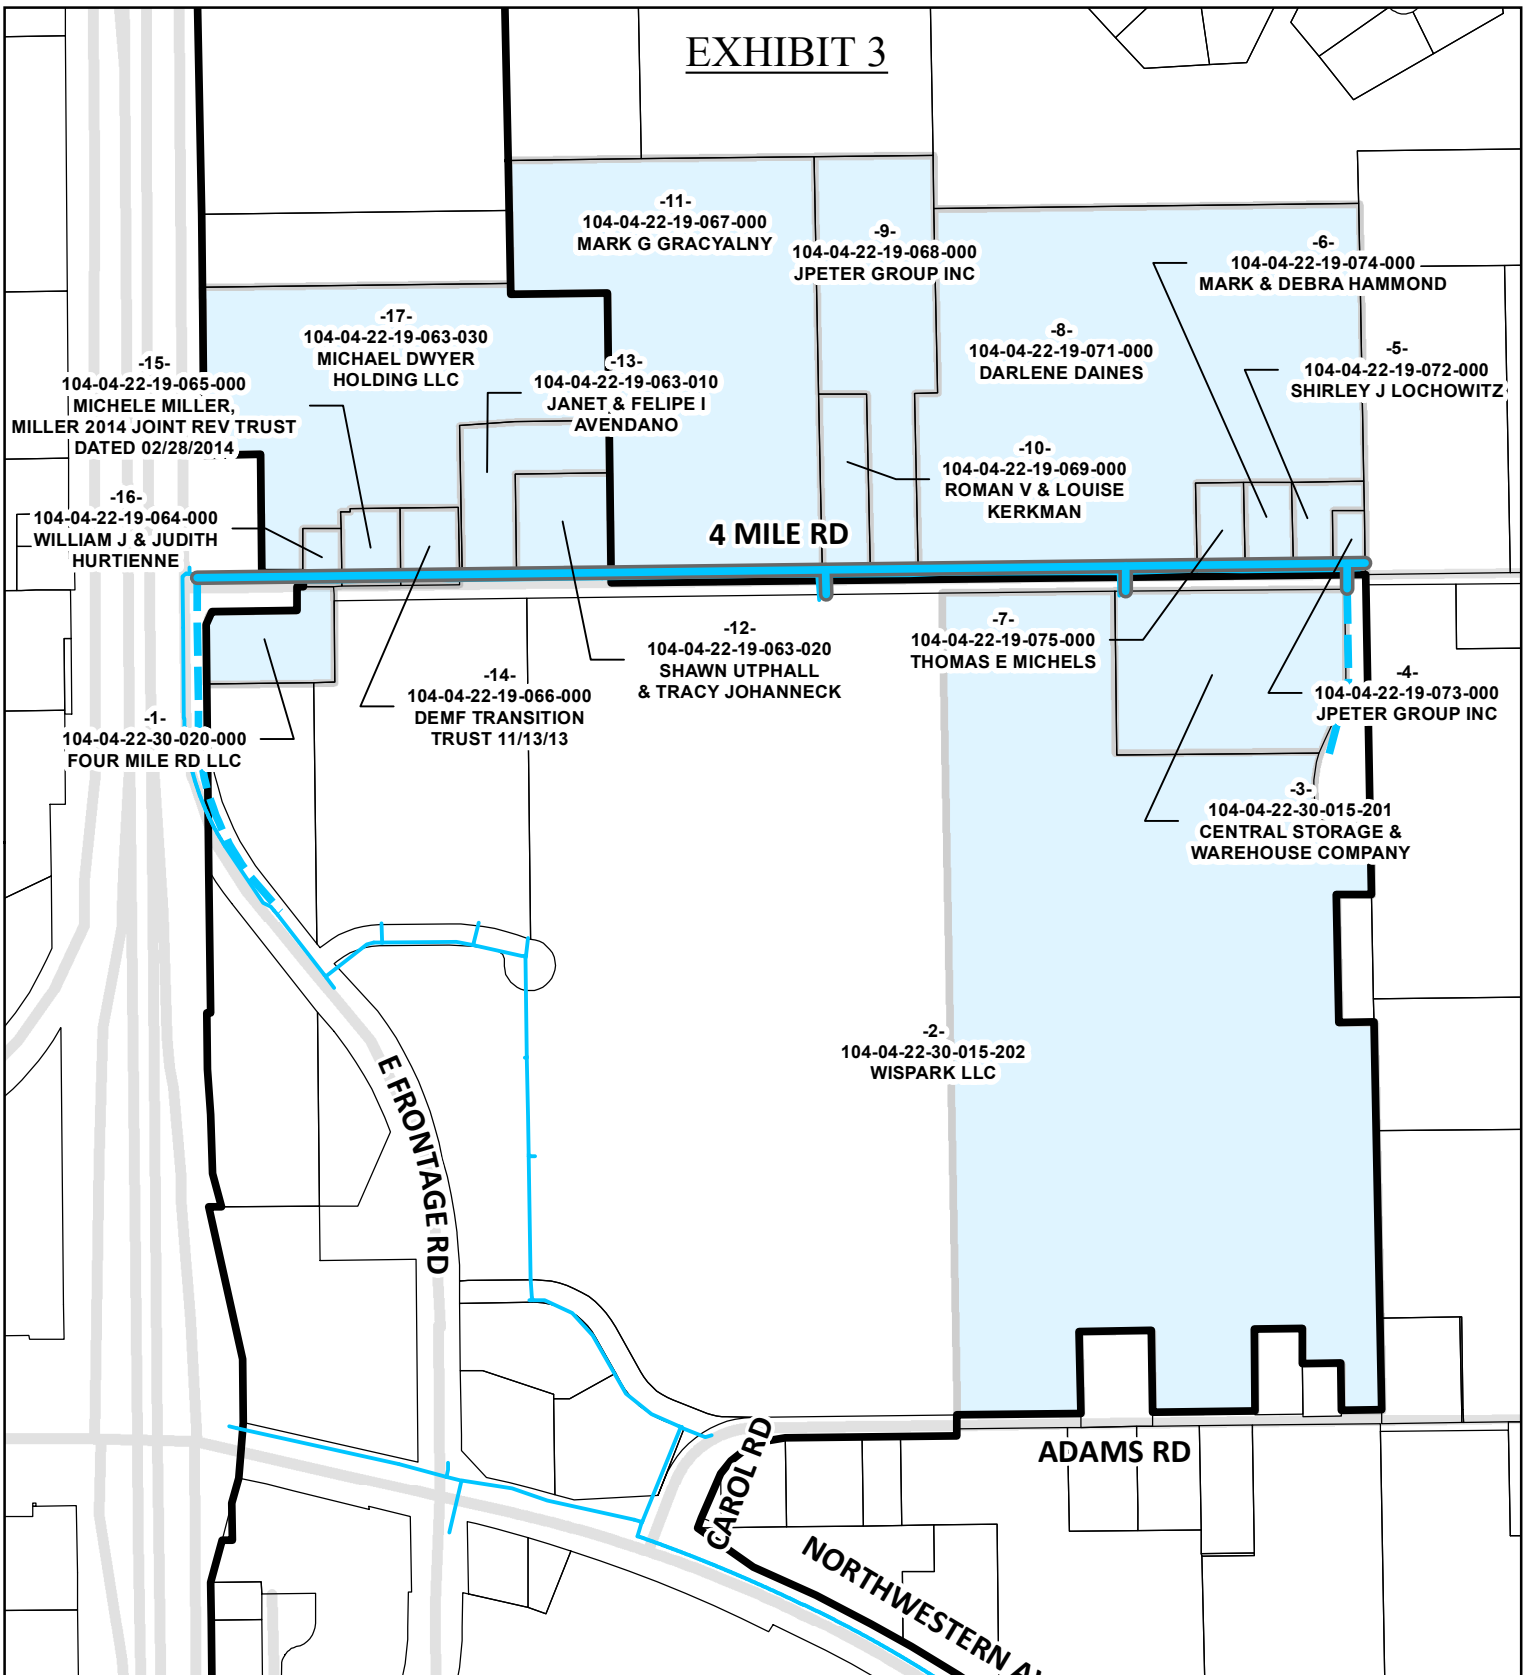 EXHIBIT 3
-11-
104-04-22-19-067-000
MARK G GRACYALNY
-9-
104-04-22-19-068-000
JPETER GROUP INC
-6-
104-04-22-19-074-000
MARK & DEBRA HAMMOND
-17-
104-04-22-19-063-030
MICHAEL DWYER
HOLDING LLC
-8-
104-04-22-19-071-000
DARLENE DAINES
-5-
104-04-22-19-072-000
SHIRLEY J LOCHOWITZ
-15-
104-04-22-19-065-000
MICHELE MILLER,
MILLER 2014 JOINT REV TRUST
DATED 02/28/2014
-13-
104-04-22-19-063-010
JANET & FELIPE I
AVENDANO
-10-
104-04-22-19-069-000
ROMAN V & LOUISE
KERKMAN
-16-
104-04-22-19-064-000
WILLIAM J & JUDITH
HURTIENNE
4 MILE RD
-12-
104-04-22-19-063-020
SHAWN UTPHALL
& TRACY JOHANNECK
-7-
104-04-22-19-075-000
THOMAS E MICHELS
-14-
104-04-22-19-066-000
DEMF TRANSITION
TRUST 11/13/13
-4-
104-04-22-19-073-000
JPETER GROUP INC
-1-
104-04-22-30-020-000
FOUR MILE RD LLC
-3-
104-04-22-30-015-201
CENTRAL STORAGE &
WAREHOUSE COMPANY
-2-
104-04-22-30-015-202
WISPARK LLC
E FRONTAGE RD
CAROL RD
ADAMS RD
NORTHWESTERN